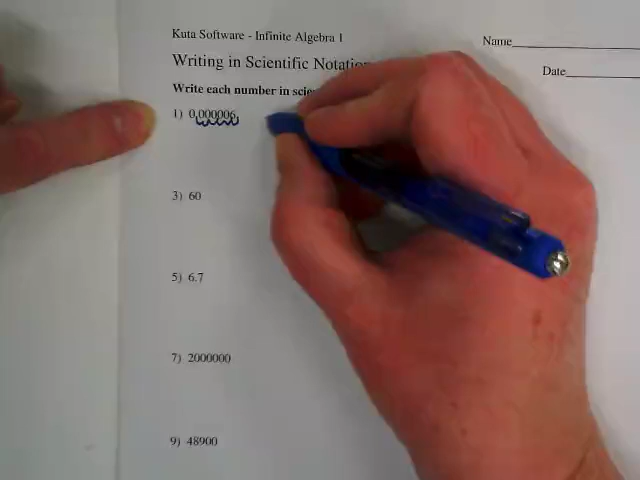 Kuta Software - Infinite Algebra 1
Name
Writing in Scientific
Date
Write each number in
1) 0.000006
3) 60
5) 6.7
7) 2000000
9) 48900